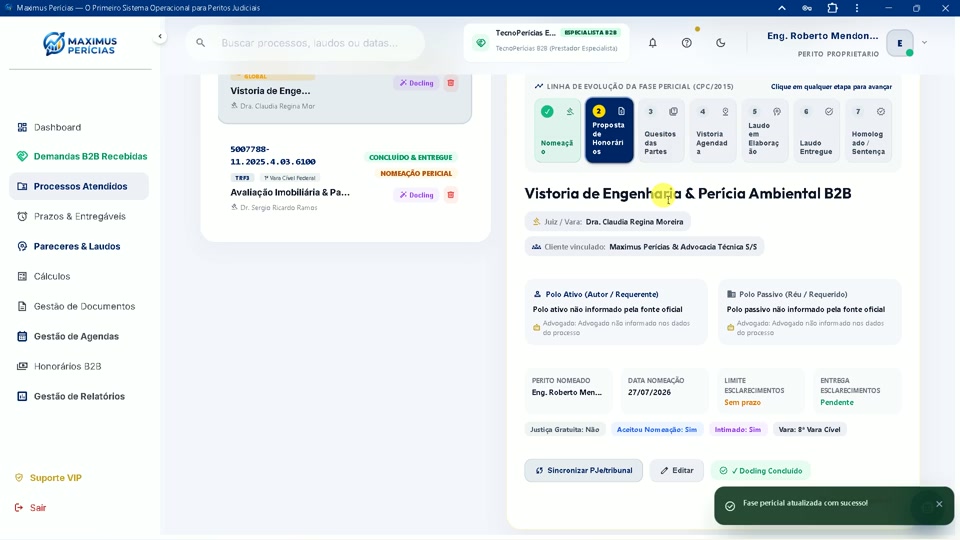 Maximus Perícias — O Primeiro Sistema Operacional para Peritos Judiciais
MAXIMUS
PERÍCIAS
Buscar processos, laudos ou datas...
TecnoPerícias E... ESPECIALISTA B2B
TecnoPerícias B2B (Prestador Especialista)
Eng. Roberto Mendon...
PERITO PROPRIETARIO
E
Dashboard
Demandas B2B Recebidas
Processos Atendidos
Prazos & Entregáveis
Pareceres & Laudos
Cálculos
Gestão de Documentos
Gestão de Agendas
Honorários B2B
Gestão de Relatórios
Suporte VIP
Sair
GLOBAL
Vistoria de Enge...
Docling
Dra. Claudia Regina Mor
5007788-
11.2025.4.03.6100
CONCLUÍDO & ENTREGUE
TRF3 1ª Vara Cível Federal
NOMEAÇÃO PERICIAL
Avaliação Imobiliária & Pa...
Docling
Dr. Sergio Ricardo Ramos
LINHA DE EVOLUÇÃO DA FASE PERICIAL (CPC/2015)
Clique em qualquer etapa para avançar
Nomeaçã
o
2
Proposta
de
Honorári
os
3
Quesitos
das
Partes
4
Vistoria
Agendad
a
5
Laudo
em
Elaboraç
ão
6
Laudo
Entregue
7
Homolog
ado /
Sentença
Vistoria de Engenharia & Perícia Ambiental B2B
Juiz / Vara: Dra. Claudia Regina Moreira
Cliente vinculado: Maximus Perícias & Advocacia Técnica S/S
Polo Ativo (Autor / Requerente)
Polo ativo não informado pela fonte oficial
Advogado: Advogado não informado nos dados
do processo
Polo Passivo (Réu / Requerido)
Polo passivo não informado pela fonte oficial
Advogado: Advogado não informado nos dados
do processo
PERITO NOMEADO
Eng. Roberto Men...
DATA NOMEAÇÃO
27/07/2026
LIMITE
ESCLARECIMENTOS
Sem prazo
ENTREGA
ESCLARECIMENTOS
Pendente
Justiça Gratuita: Não
Aceitou Nomeação: Sim
Intimado: Sim
Vara: 8ª Vara Cível
Sincronizar PJe/tribunal
Editar
✓ Docling Concluído
Fase pericial atualizada com sucesso!